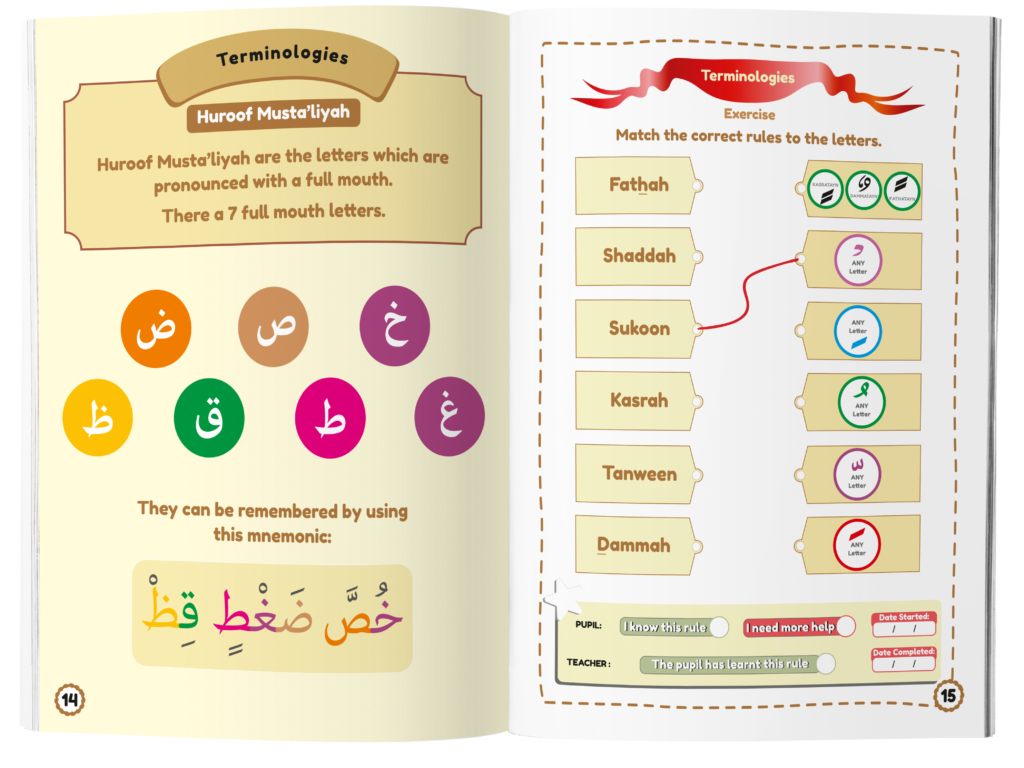 Terminologies
Huroof Musta’liyah
Huroof Musta’liyah are the letters which are
pronounced with a full mouth.
There a 7 full mouth letters.
خ ص ض
غ ط ق ظ
They can be remembered by using
this mnemonic:
خُصَّ ضَغْطٍ قِظْ
14
Terminologies
Exercise
Match the correct rules to the letters.
Fathah
KASRATAYN DAMMATAYN FATHATAYN
Shaddah
ANY
Letter
Sukoon
ANY
Letter
Kasrah
ANY
Letter
Tanween
ANY
Letter
Dammah
ANY
Letter
PUPIL: I know this rule I need more help Date Started:
/ /
TEACHER : The pupil has learnt this rule Date Completed:
/ /
15